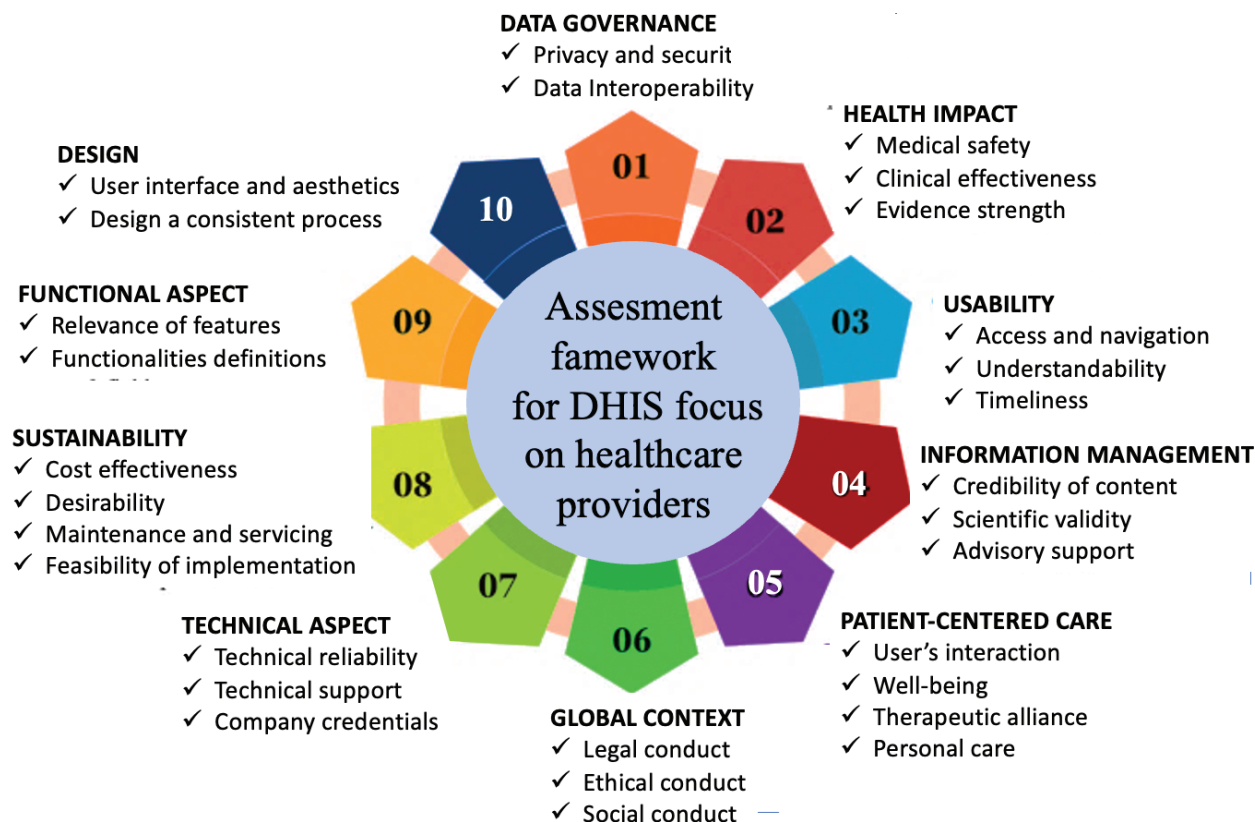 DATA GOVERNANCE
✓ Privacy and securit
✓ Data Interoperability
HEALTH IMPACT
✓ Medical safety
✓ Clinical effectiveness
✓ Evidence strength
USABILITY
✓ Access and navigation
✓ Understandability
✓ Timeliness
INFORMATION MANAGEMENT
✓ Credibility of content
✓ Scientific validity
✓ Advisory support
PATIENT-CENTERED CARE
✓ User’s interaction
✓ Well-being
✓ Therapeutic alliance
✓ Personal care
GLOBAL CONTEXT
✓ Legal conduct
✓ Ethical conduct
✓ Social conduct
TECHNICAL ASPECT
✓ Technical reliability
✓ Technical support
✓ Company credentials
SUSTAINABILITY
✓ Cost effectiveness
✓ Desirability
✓ Maintenance and servicing
✓ Feasibility of implementation
FUNCTIONAL ASPECT
✓ Relevance of features
✓ Functionalities definitions
DESIGN
✓ User interface and aesthetics
✓ Design a consistent process
01
02
03
04
05
06
07
08
09
10
Assesment
famework
for DHIS focus
on healthcare
providers